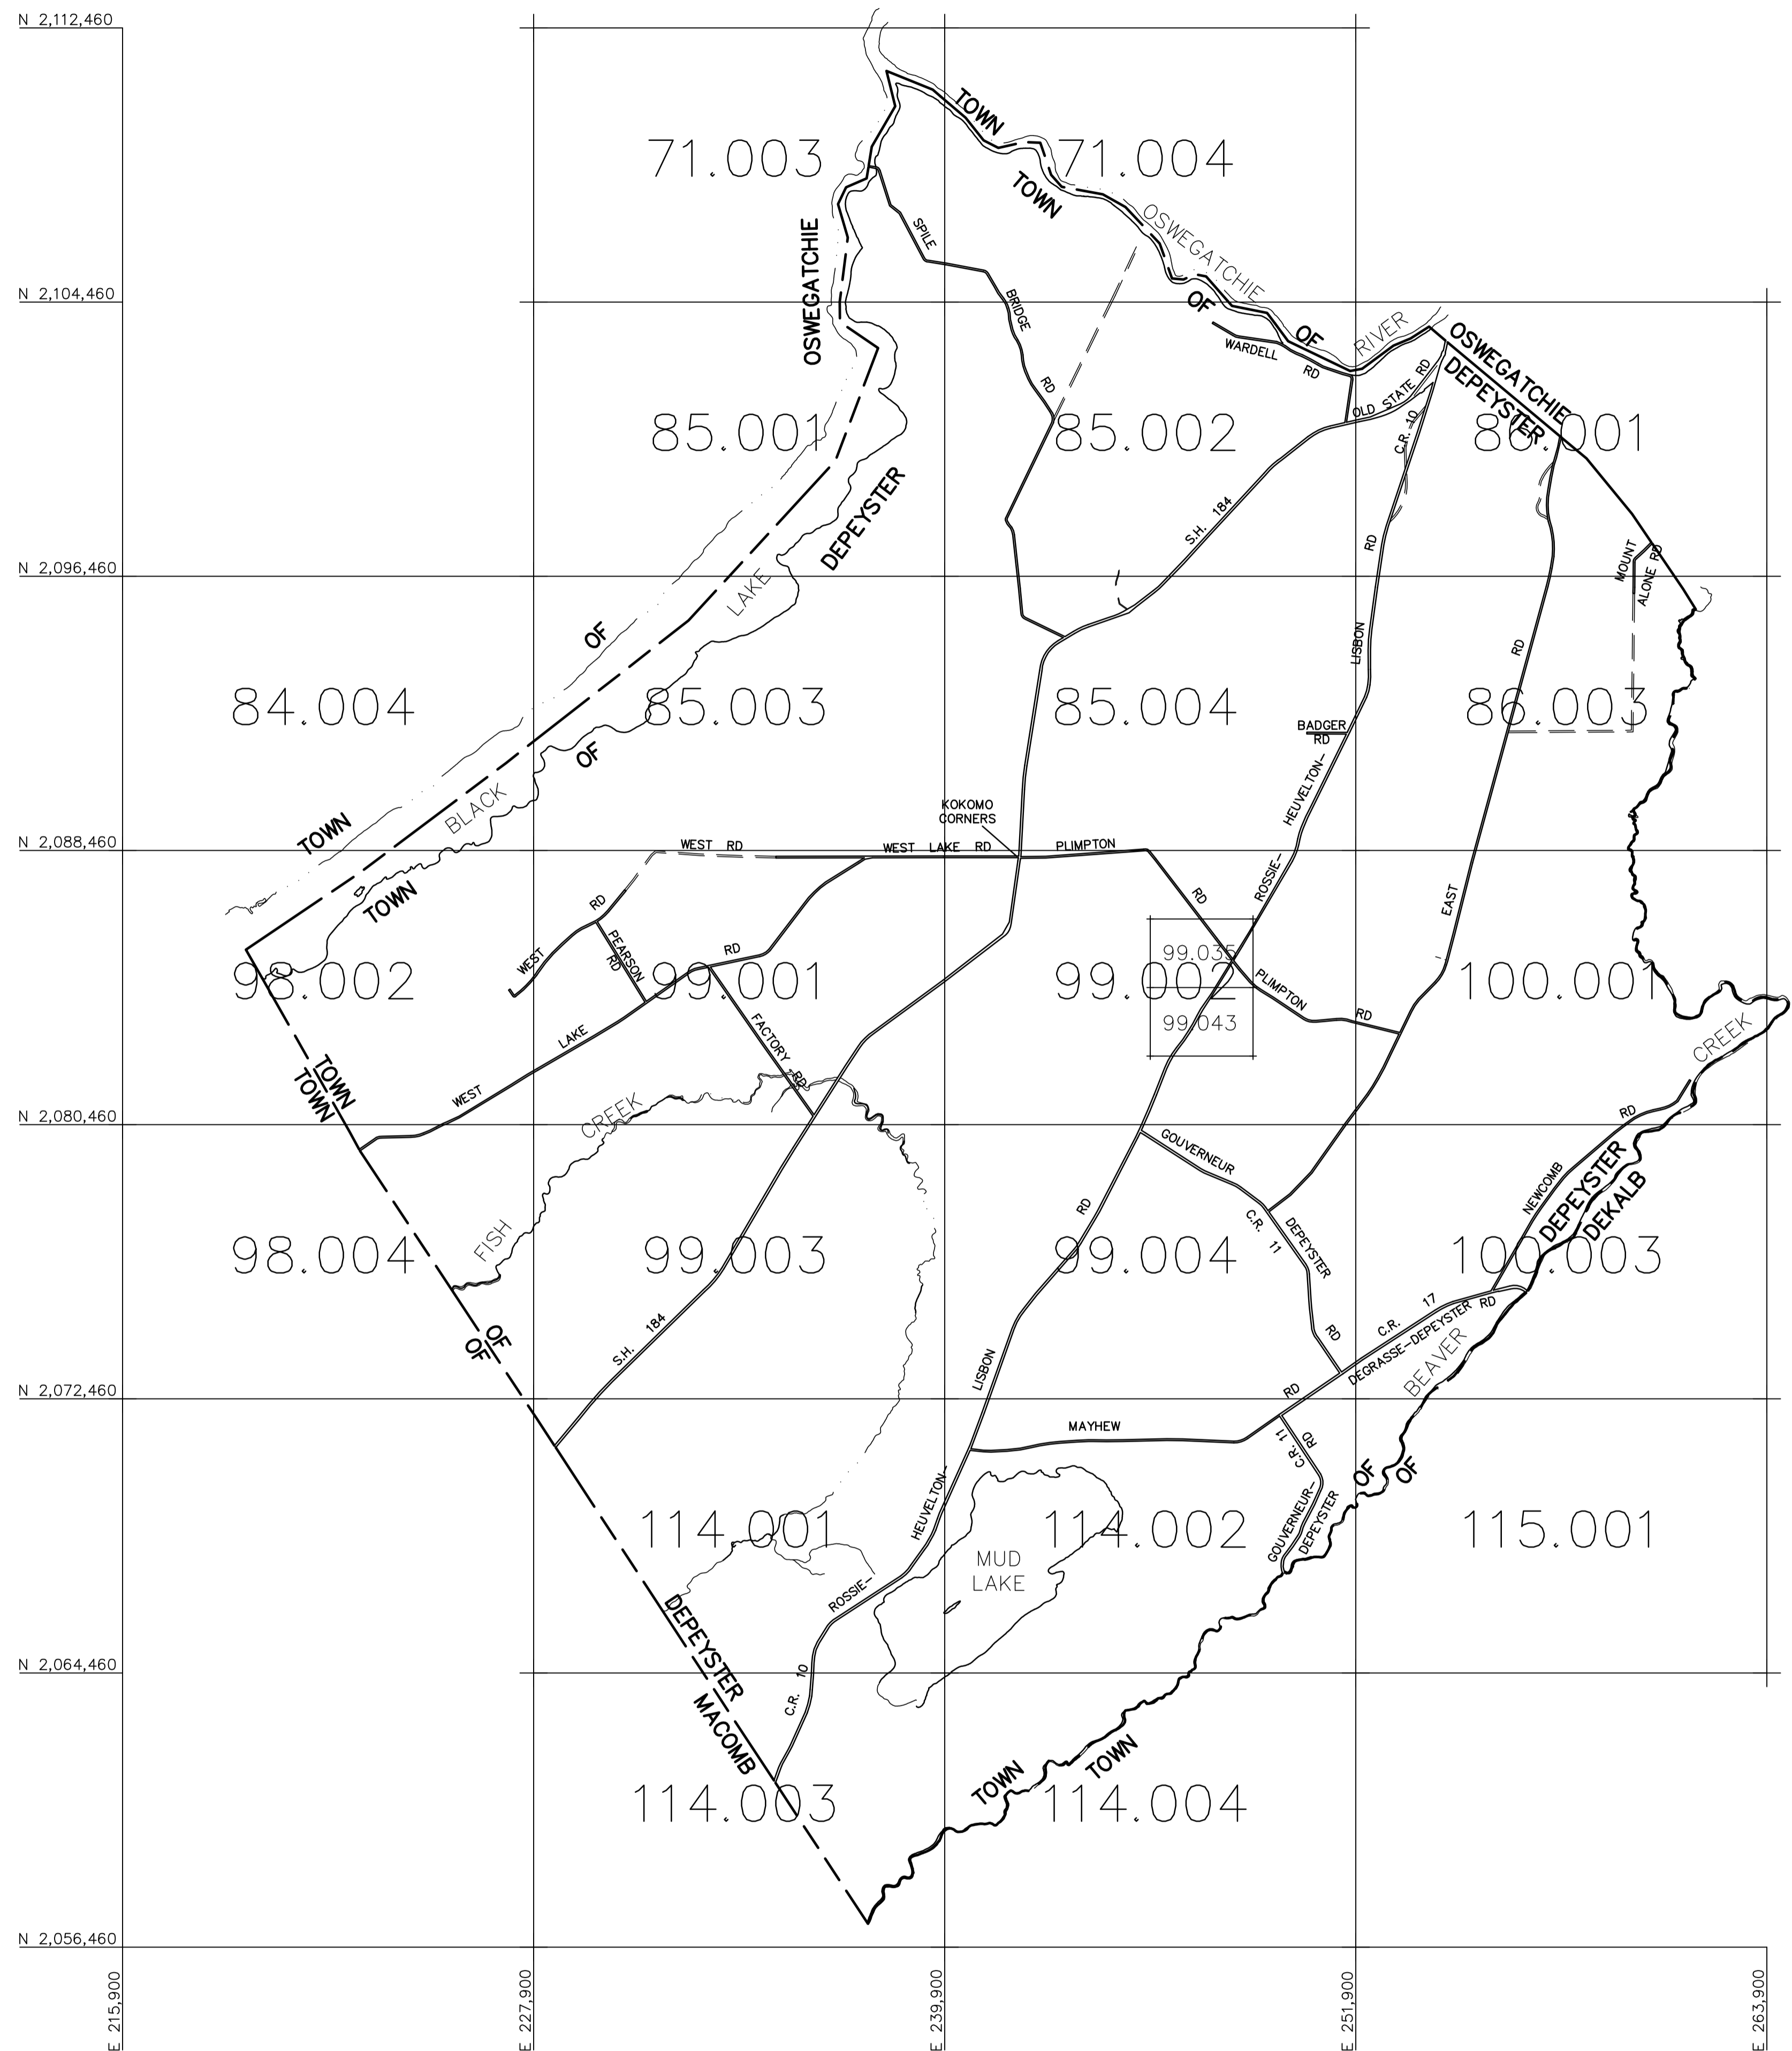 N 2,112,460
TOWN
71.003
71.004
TOWN
OSWEGATCHIE
SPILE
OSWEGATCHIE
N 2,104,460
BRIDGE
OF
OF
RIVER
WARDELL
RD
OSWEGATCHIE
DEPEYSTER
RD
OLD STATE RD
C.R. 10
85.001
85.002
86.001
DEPEYSTER
S.H. 184
RD
MOUNT
ALONE RD
N 2,096,460
LAKE
OF
LISBON
RD
84.004
85.003
85.004
86.003
OF
BADGER
RD
HEUVELTON-
BLACK
TOWN
KOKOMO
CORNERS
N 2,088,460
WEST RD
WEST LAKE RD
PLIMPTON
ROSSIE-
TOWN
RD
RD
EAST
WEST
PEARSON
RD
RD
99.035
98.002
99.001
99.002
100.001
PLIMPTON
RD
99.043
LAKE
FACTORY
RD
CREEK
TOWN
TOWN
WEST
CREEK
N 2,080,460
RD
GOUVERNEUR
DEPEYSTER
DEKALB
NEWCOMB
RD
FISH
C.R. 11
DEPEYSTER
98.004
99.003
99.004
100.003
OF
OF
S.H. 184
RD
C.R. 17
DEGRASSE-DEPEYSTER RD
BEAVER
LISBON
N 2,072,460
RD
MAYHEW
C.R. 11
RD
OF
OF
HEUVELTON-
GOUVERNEUR-
DEPEYSTER
114.001
114.002
115.001
MUD
LAKE
ROSSIE-
DEPEYSTER
MACOMB
N 2,064,460
C.R. 10
TOWN
TOWN
114.003
114.004
N 2,056,460
E 215,900
E 227,900
E 239,900
E 251,900
E 263,900